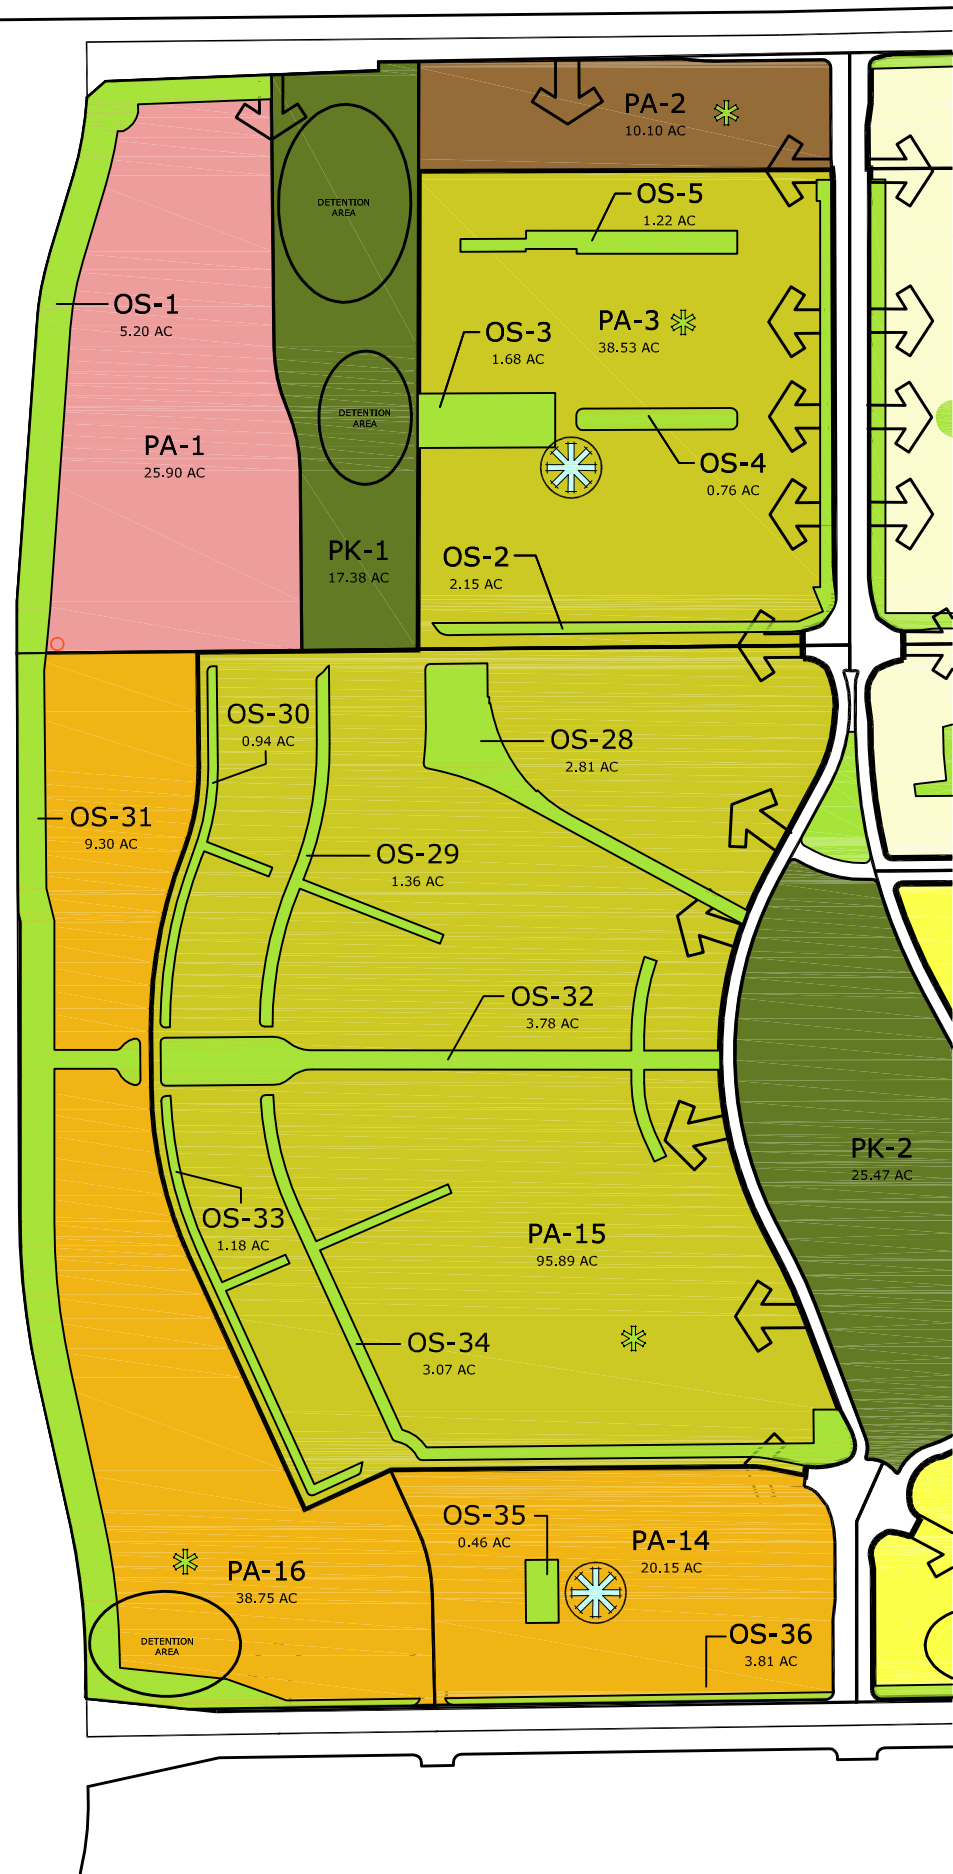 PA-2
10.10 AC
DETENTION
AREA
OS-5
1.22 AC
OS-1
5.20 AC
PA-3
38.53 AC
OS-3
1.68 AC
DETENTION
AREA
PA-1
25.90 AC
OS-4
0.76 AC
PK-1
17.38 AC
OS-2
2.15 AC
OS-30
0.94 AC
OS-28
2.81 AC
OS-31
9.30 AC
OS-29
1.36 AC
OS-32
3.78 AC
PK-2
25.47 AC
OS-33
1.18 AC
PA-15
95.89 AC
OS-34
3.07 AC
OS-35
0.46 AC
PA-14
20.15 AC
PA-16
38.75 AC
DETENTION
AREA
OS-36
3.81 AC